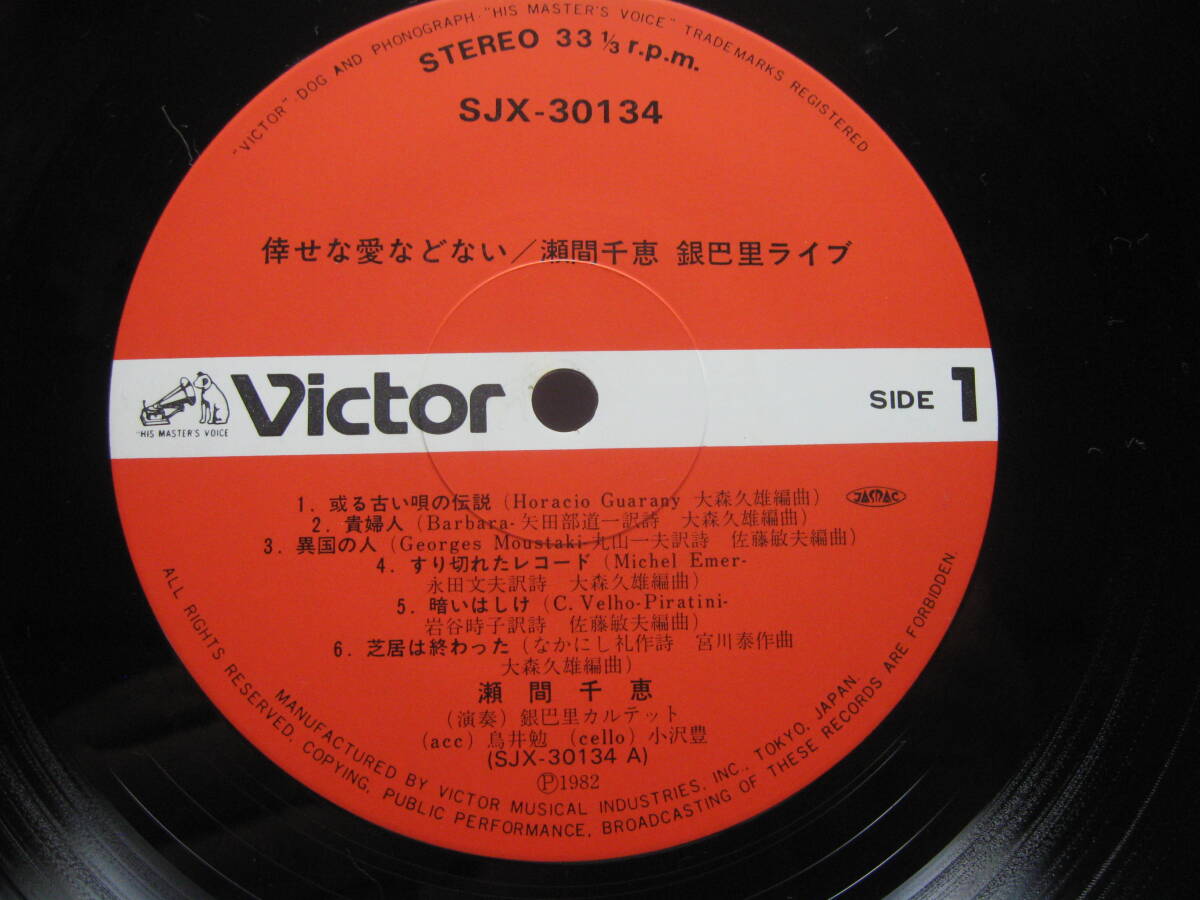 "VICTOR"-DOG AND PHONOGRAPH-"HIS MASTER'S VOICE" TRADEMARKS REGISTERED
STEREO 33 1/3 r.p.m.
SJX-30134
倖せな愛などない/瀬間千恵 銀巴里ライブ
"HIS MASTER'S VOICE
Victor
SIDE 1
1. 或る古い唄の伝説 (Horacio Guarany 大森久雄編曲)
JASRAC
2. 貴婦人 (Barbara-矢田部道一訳詩 大森久雄編曲)
3. 異国の人 (Georges Moustaki-丸山一夫訳詩 佐藤敏夫編曲)
4. すり切れたレコード (Michel Emer-
永田文夫訳詩 大森久雄編曲)
5. 暗いはしけ (C. Velho-Piratini-
岩谷時子訳詩 佐藤敏夫編曲)
6. 芝居は終わった (なかにし礼作詩 宮川泰作曲
大森久雄編曲)
瀬間千恵
(演奏) 銀巴里カルテット
(acc) 鳥井勉 (cello) 小沢豊
(SJX-30134 A)
Ⓟ1982
MANUFACTURED BY VICTOR MUSICAL INDUSTRIES, INC., TOKYO, JAPAN.
ALL RIGHTS RESERVED. COPYING, PUBLIC PERFORMANCE, BROADCASTING OF THESE RECORDS ARE FORBIDDEN.